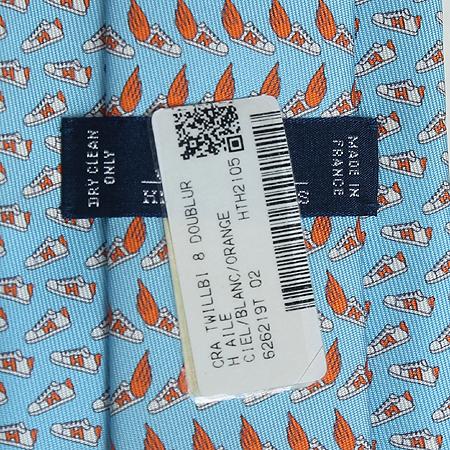 DRY CLEAN
ONLY
MADE IN
FRANCE
CRA TWILLBI 8 DOUBLUR
H AILE HTH2105
CIEL/BLANC/ORANGE
626219T 02